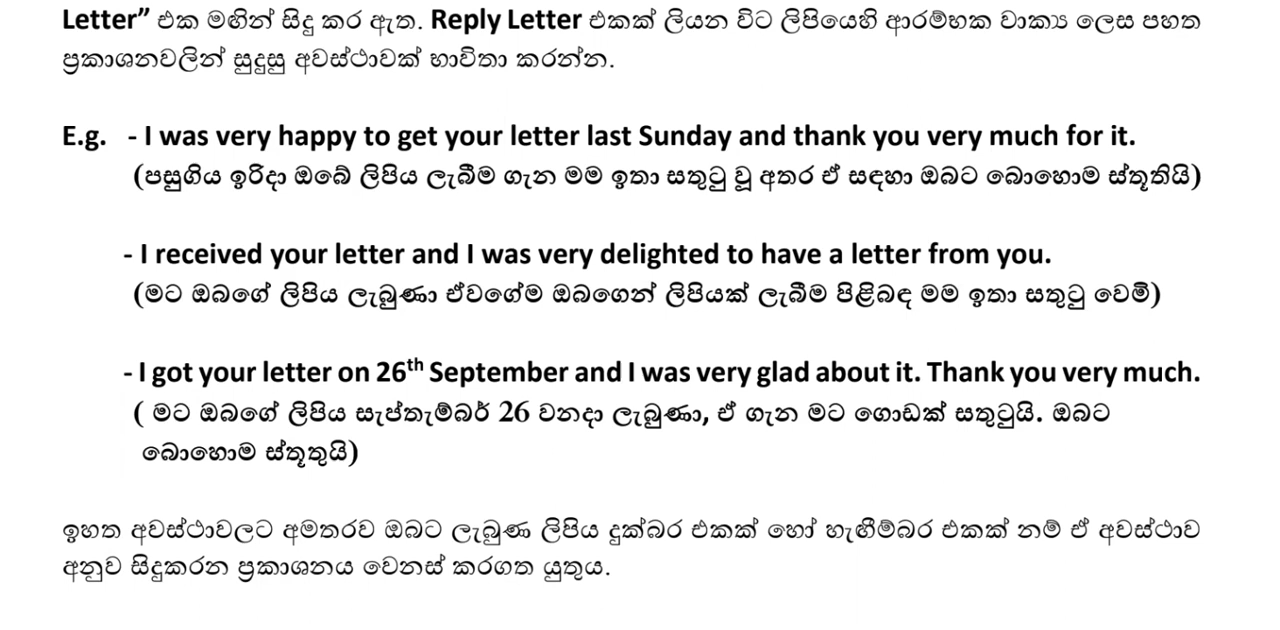 Letter” එක මඟින් සිදු කර ඇත. Reply Letter එකක් ලියන විට ලිපියෙහි ආරම්භක වාක්‍ය ලෙස පහත
ප්‍රකාශනවලින් සුදුසු අවස්ථාවක් භාවිතා කරන්න.
E.g. - I was very happy to get your letter last Sunday and thank you very much for it.
(පසුගිය ඉරිදා ඔබේ ලිපිය ලැබීම ගැන මම ඉතා සතුටු වූ අතර ඒ සඳහා ඔබට බොහොම ස්තූතියි)
- I received your letter and I was very delighted to have a letter from you.
(මට ඔබගේ ලිපිය ලැබුණා ඒවගේම ඔබගෙන් ලිපියක් ලැබීම පිළිබඳ මම ඉතා සතුටු වෙමි)
- I got your letter on 26th September and I was very glad about it. Thank you very much.
( මට ඔබගේ ලිපිය සැප්තැම්බර් 26 වනදා ලැබුණා, ඒ ගැන මට ගොඩක් සතුටුයි. ඔබට
බොහොම ස්තූතුයි)
ඉහත අවස්ථාවලට අමතරව ඔබට ලැබුණ ලිපිය දුක්බර එකක් හෝ හැඟීම්බර එකක් නම් ඒ අවස්ථාව
අනුව සිදුකරන ප්‍රකාශනය වෙනස් කරගත යුතුය.